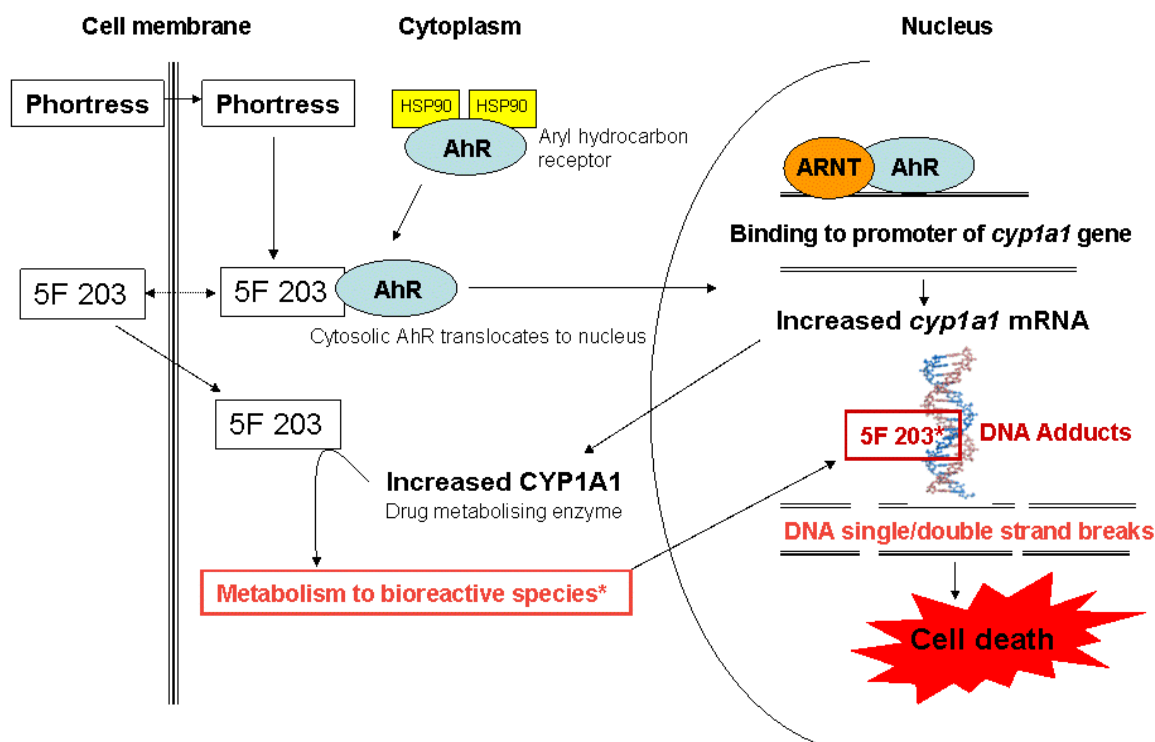 Cell membrane
Cytoplasm
Nucleus
Phortress
Phortress
HSP90
HSP90
AhR
Aryl hydrocarbon
receptor
ARNT
AhR
Binding to promoter of cyp1a1 gene
5F 203
5F 203
AhR
Cytosolic AhR translocates to nucleus
Increased cyp1a1 mRNA
5F 203
5F 203*
DNA Adducts
Increased CYP1A1
Drug metabolising enzyme
DNA single/double strand breaks
Metabolism to bioreactive species*
Cell death